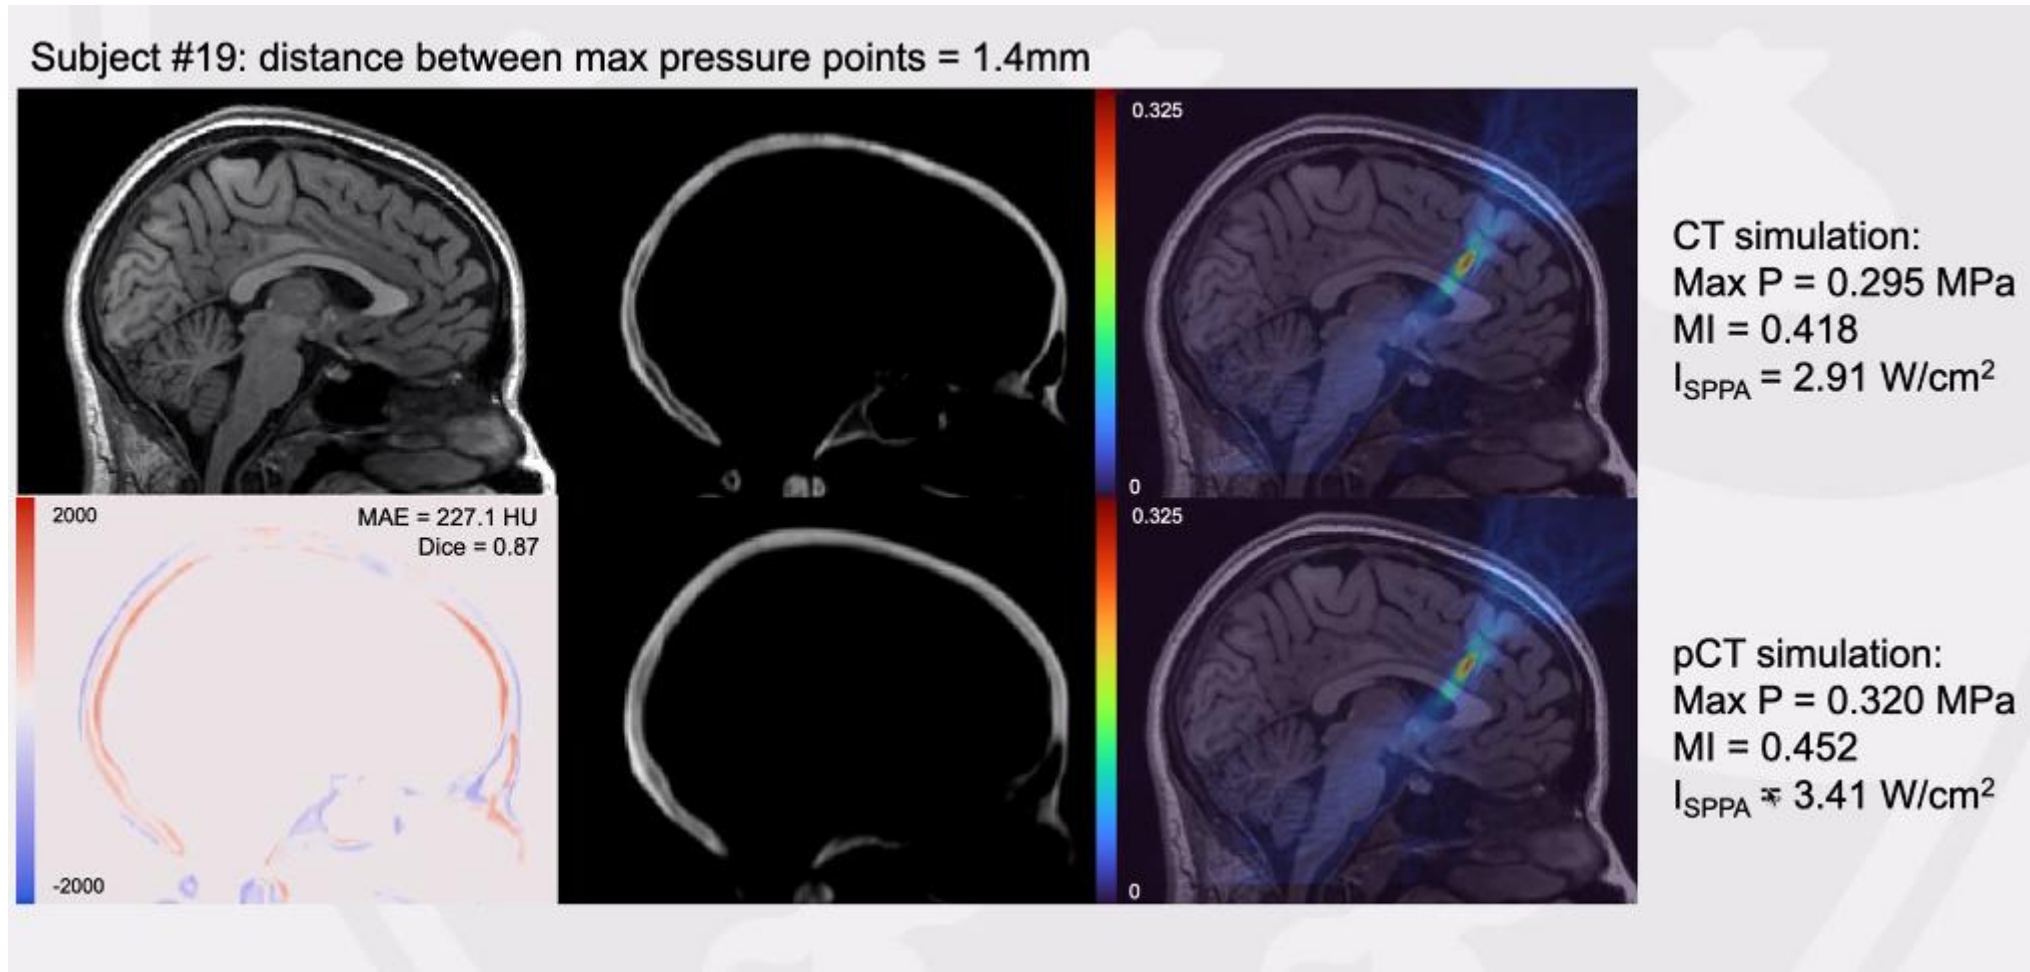 Subject #19: distance between max pressure points = 1.4mm
0.325
0
CT simulation:
Max P = 0.295 MPa
MI = 0.418
I_SPPA = 2.91 W/cm²
2000
MAE = 227.1 HU
Dice = 0.87
-2000
0.325
0
pCT simulation:
Max P = 0.320 MPa
MI = 0.452
I_SPPA = 3.41 W/cm²